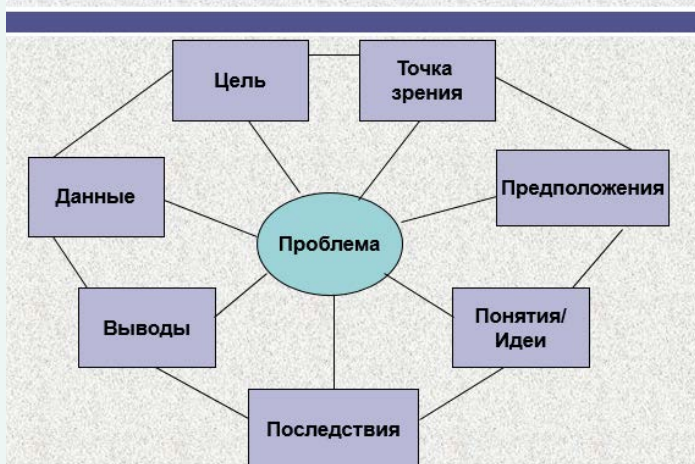 Цель
Точка
зрения
Данные
Предположения
Проблема
Выводы
Понятия/
Идеи
Последствия